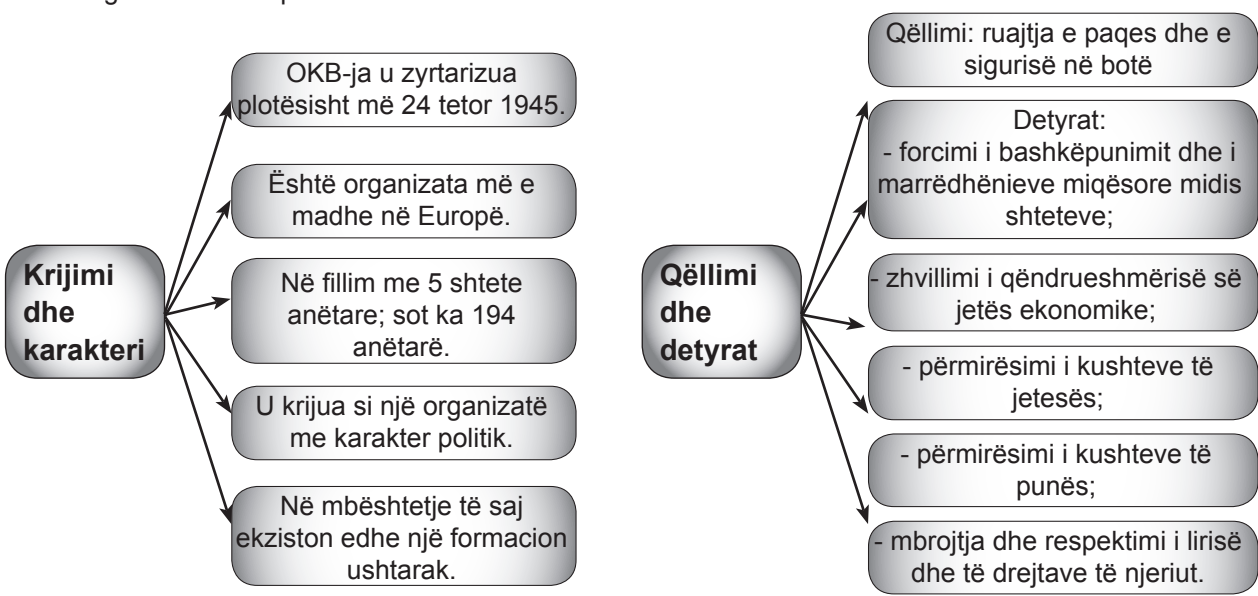 Krijimi
dhe
karakteri
OKB-ja u zyrtarizua
plotësisht më 24 tetor 1945.
Është organizata më e
madhe në Europë.
Në fillim me 5 shtete
anëtare; sot ka 194
anëtarë.
U krijua si një organizatë
me karakter politik.
Në mbështetje të saj
ekziston edhe një formacion
ushtarak.
Qëllimi
dhe
detyrat
Qëllimi: ruajtja e paqes dhe e
sigurisë në botë
Detyrat:
- forcimi i bashkëpunimit dhe i
marrëdhënieve miqësore midis
shteteve;
- zhvillimi i qëndrueshmërisë së
jetës ekonomike;
- përmirësimi i kushteve të
jetesës;
- përmirësimi i kushteve të
punës;
- mbrojtja dhe respektimi i lirisë
dhe të drejtave të njeriut.